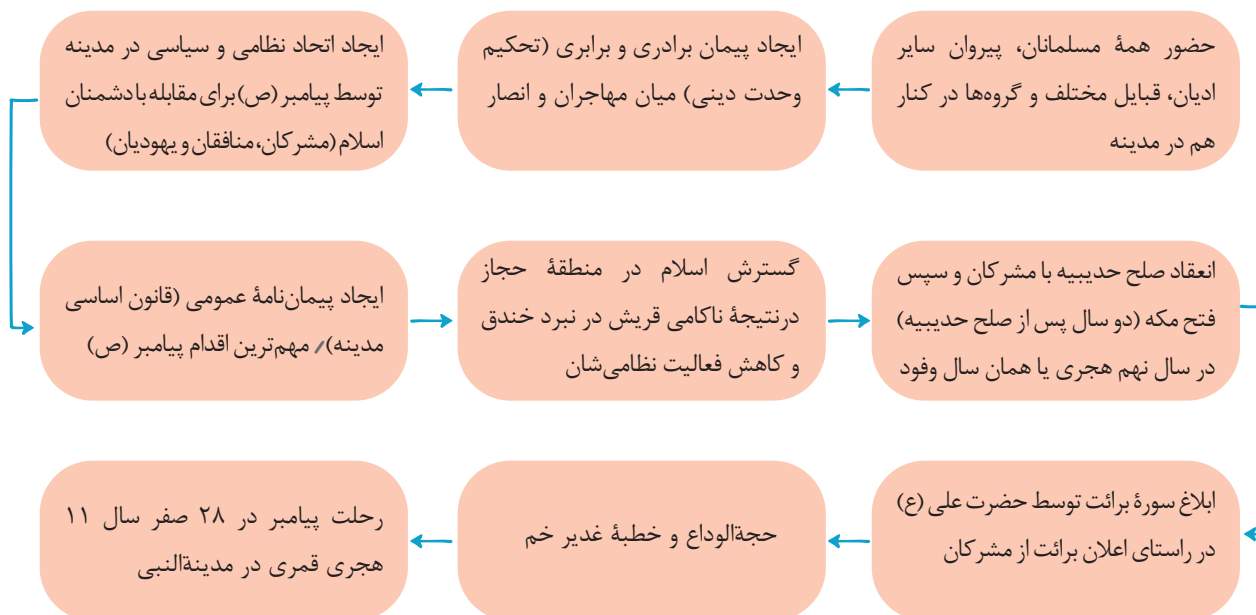 حضور همهٔ مسلمانان، پیروان سایر
ادیان، قبایل مختلف و گروه‌ها در کنار
هم در مدینه
ایجاد پیمان برادری و برابری (تحکیم
وحدت دینی) میان مهاجران و انصار
ایجاد اتحاد نظامی و سیاسی در مدینه
توسط پیامبر (ص) برای مقابله با دشمنان
اسلام (مشرکان، منافقان و یهودیان)
ایجاد پیمان‌نامهٔ عمومی (قانون اساسی
مدینه)/ مهم‌ترین اقدام پیامبر (ص)
گسترش اسلام در منطقهٔ حجاز
درنتیجهٔ ناکامی قریش در نبرد خندق
و کاهش فعالیت نظامی‌شان
انعقاد صلح حدیبیه با مشرکان و سپس
فتح مکه (دو سال پس از صلح حدیبیه)
در سال نهم هجری یا همان سال وفود
ابلاغ سورهٔ برائت توسط حضرت علی (ع)
در راستای اعلان برائت از مشرکان
حجةالوداع و خطبهٔ غدیر خم
رحلت پیامبر در ۲۸ صفر سال ۱۱
هجری قمری در مدینةالنبی